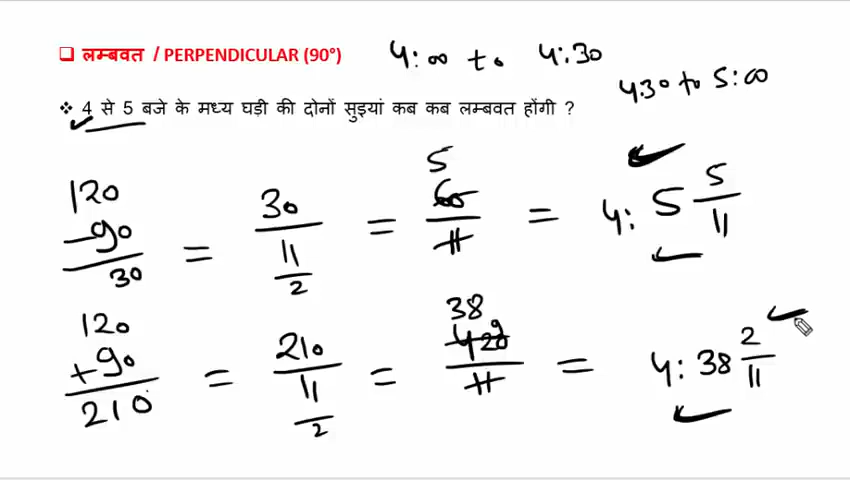 ❑ लम्बवत / PERPENDICULAR (90°) 4:00 to 4:30
4:30 to 5:00
❖ 4 से 5 बजे के मध्य घड़ी की दोनों सुइयां कब कब लम्बवत होंगी ?
120 - 90 = 30 = 30 / 11/2 = 60/11 5 = 4: 5 5/11
120 + 90 = 210 = 210 / 11/2 = 420/11 38 = 4: 38 2/11